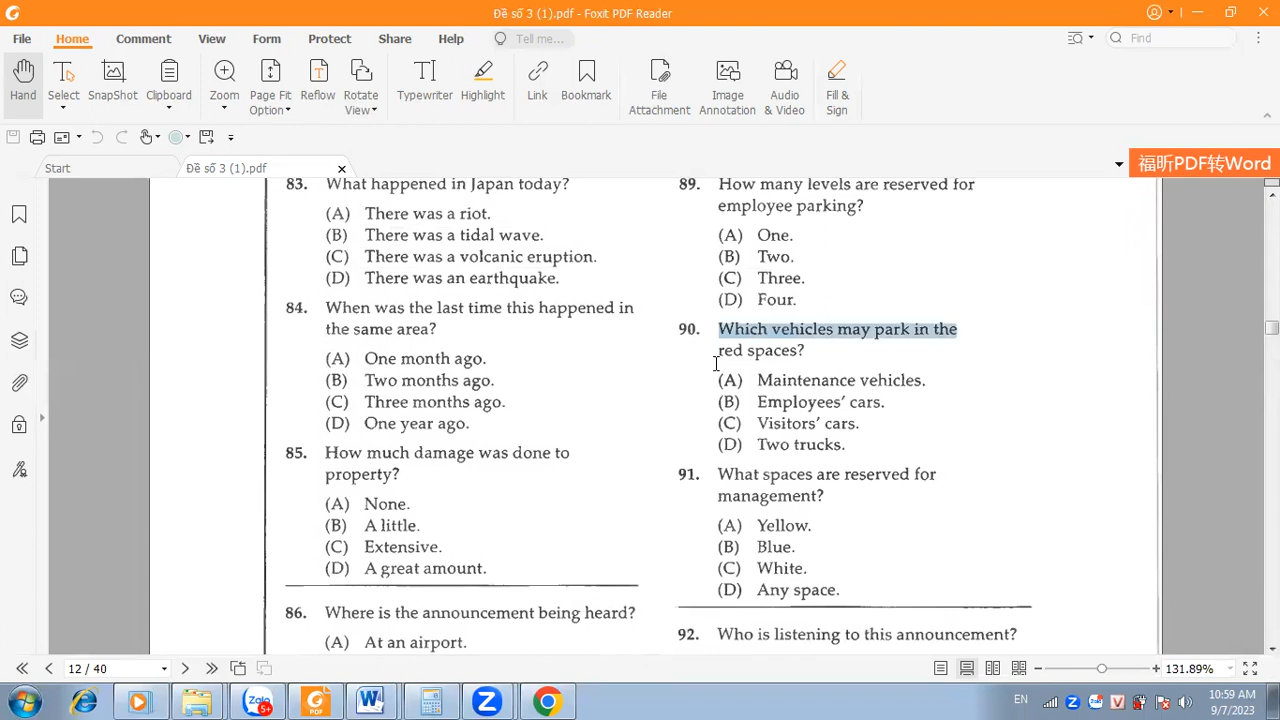 Đề số 3 (1).pdf - Foxit PDF Reader
File Home Comment View Form Protect Share Help Tell me... Find
Hand Select SnapShot Clipboard Zoom Page Fit Option Reflow Rotate View Typewriter Highlight Link Bookmark File Attachment Image Annotation Audio & Video Fill & Sign
Start Đề số 3 (1).pdf 福昕PDF转Word
83. What happened in Japan today?
(A) There was a riot.
(B) There was a tidal wave.
(C) There was a volcanic eruption.
(D) There was an earthquake.
84. When was the last time this happened in
the same area?
(A) One month ago.
(B) Two months ago.
(C) Three months ago.
(D) One year ago.
85. How much damage was done to
property?
(A) None.
(B) A little.
(C) Extensive.
(D) A great amount.
86. Where is the announcement being heard?
(A) At an airport.
89. How many levels are reserved for
employee parking?
(A) One.
(B) Two.
(C) Three.
(D) Four.
90. Which vehicles may park in the
red spaces?
(A) Maintenance vehicles.
(B) Employees' cars.
(C) Visitors' cars.
(D) Two trucks.
91. What spaces are reserved for
management?
(A) Yellow.
(B) Blue.
(C) White.
(D) Any space.
92. Who is listening to this announcement?
12 / 40 131.89%
Zalo 5+ PDF EN 10:59 AM
9/7/2023